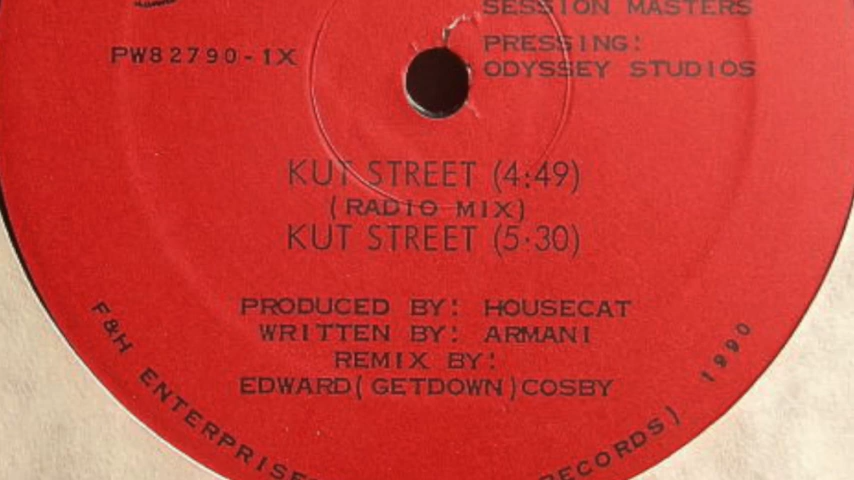 SESSION MASTERS
PW82790-1X
PRESSING:
ODYSSEY STUDIOS
KUT STREET (4:49)
(RADIO MIX)
KUT STREET (5:30)
PRODUCED BY: HOUSECAT
WRITTEN BY: ARMANI
REMIX BY:
EDWARD(GETDOWN)COSBY
F&H ENTERPRISE
RECORDS) 1990